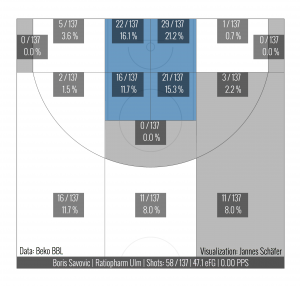 5 / 137
3.6 %
22 / 137
16.1 %
29 / 137
21.2 %
1 / 137
0.7 %
0 / 137
0.0 %
0 / 137
0.0 %
2 / 137
1.5 %
16 / 137
11.7 %
21 / 137
15.3 %
3 / 137
2.2 %
0 / 137
0.0 %
16 / 137
11.7 %
11 / 137
8.0 %
11 / 137
8.0 %
Data: Beko BBL
Visualization: Jannes Schäfer
Boris Savovic | Ratiopharm Ulm | Shots: 58 / 137 | 47.1 eFG | 0.00 PPS